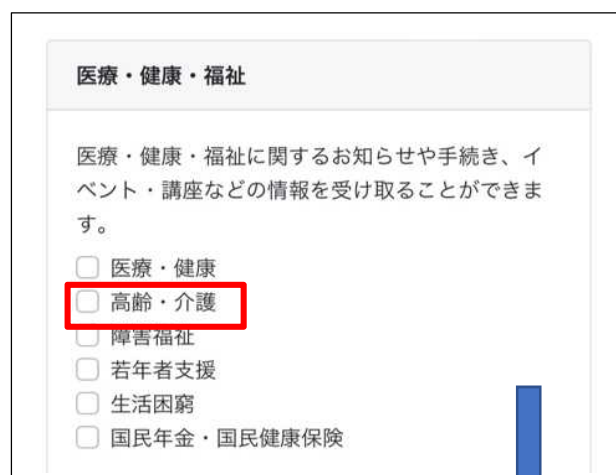 医療・健康・福祉
医療・健康・福祉に関するお知らせや手続き、イ
ベント・講座などの情報を受け取ることができま
す。
医療・健康
高齢・介護
障害福祉
若年者支援
生活困窮
国民年金・国民健康保険